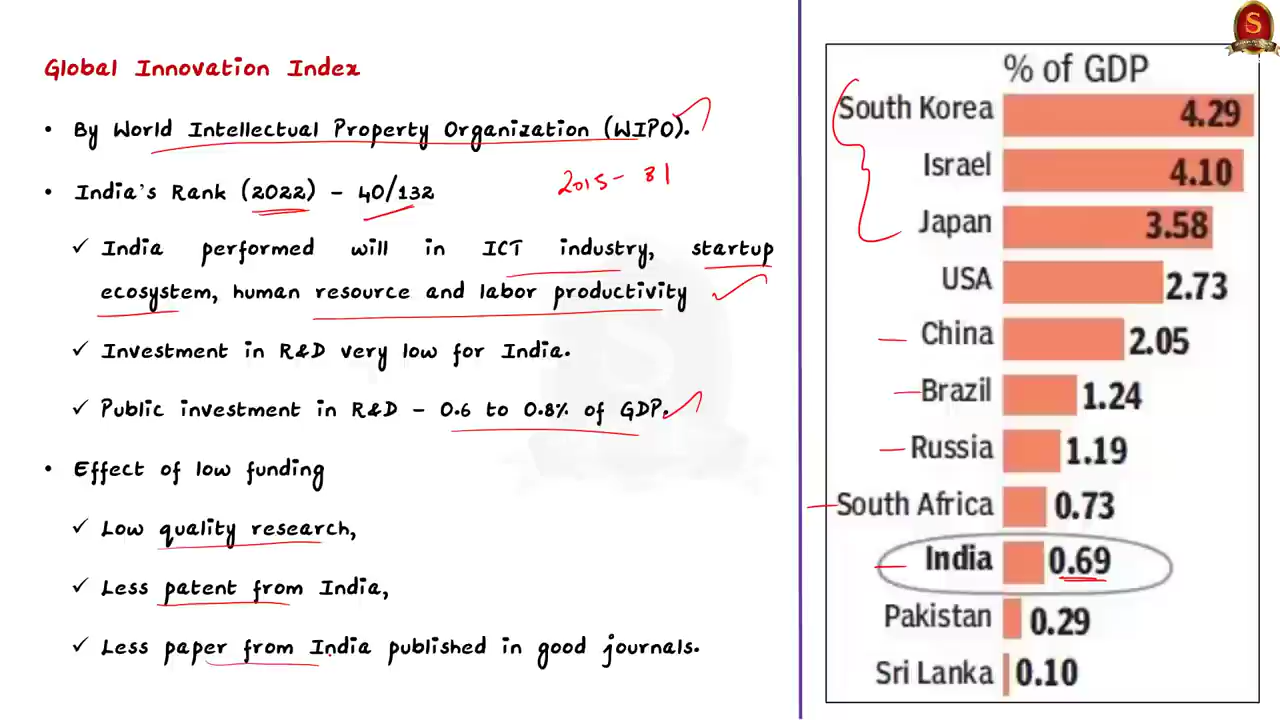 Global Innovation Index
• By World Intellectual Property Organization (WIPO).
• India's Rank (2022) - 40/132
2015- 81
✓ India performed will in ICT industry, startup
ecosystem, human resource and labor productivity
✓ Investment in R&D very low for India.
✓ Public investment in R&D - 0.6 to 0.8% of GDP.
• Effect of low funding
✓ Low quality research,
✓ Less patent from India,
✓ Less paper from India published in good journals.
S
% of GDP
South Korea 4.29
Israel 4.10
Japan 3.58
USA 2.73
China 2.05
Brazil 1.24
Russia 1.19
South Africa 0.73
India 0.69
Pakistan 0.29
Sri Lanka 0.10